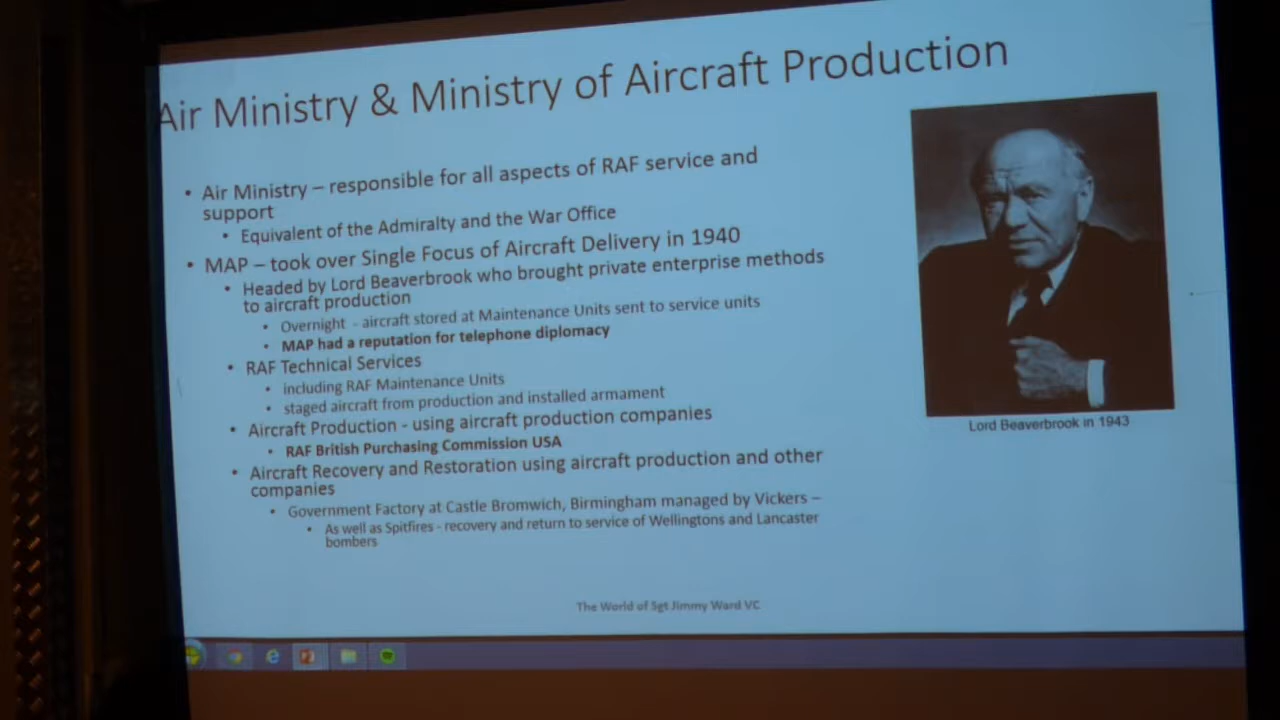 Air Ministry & Ministry of Aircraft Production
• Air Ministry – responsible for all aspects of RAF service and
support
• Equivalent of the Admiralty and the War Office
• MAP – took over Single Focus of Aircraft Delivery in 1940
• Headed by Lord Beaverbrook who brought private enterprise methods
to aircraft production
• Overnight - aircraft stored at Maintenance Units sent to service units
• MAP had a reputation for telephone diplomacy
• RAF Technical Services
• including RAF Maintenance Units
• staged aircraft from production and installed armament
• Aircraft Production - using aircraft production companies
• RAF British Purchasing Commission USA
• Aircraft Recovery and Restoration using aircraft production and other
companies
• Government Factory at Castle Bromwich, Birmingham managed by Vickers –
• As well as Spitfires - recovery and return to service of Wellingtons and Lancaster
bombers
Lord Beaverbrook in 1943
The World of Sgt Jimmy Ward VC